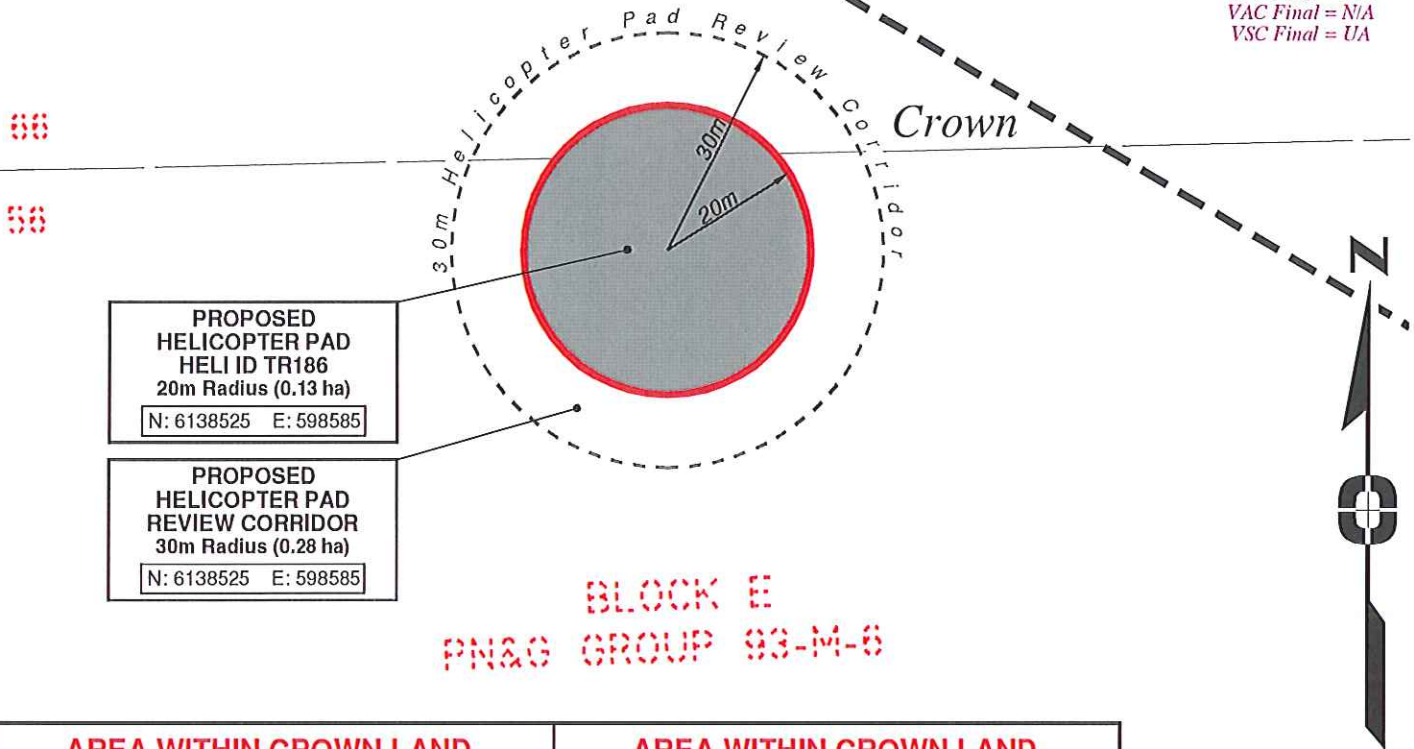 VAC Final = N/A
VSC Final = UA
30m Helicopter Pad Review Corridor
Crown
66
56
30m
20m
PROPOSED
HELICOPTER PAD
HELI ID TR186
20m Radius (0.13 ha)
N: 6138525 E: 598585
PROPOSED
HELICOPTER PAD
REVIEW CORRIDOR
30m Radius (0.28 ha)
N: 6138525 E: 598585
N
BLOCK E
PN&G GROUP 93-M-6
AREA WITHIN CROWN LAND
AREA WITHIN CROWN LAND